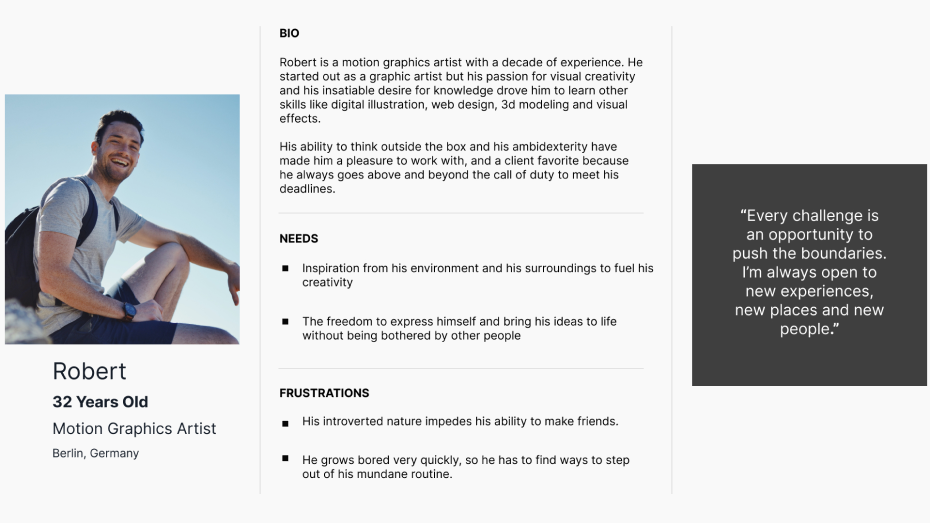 Robert
32 Years Old
Motion Graphics Artist
Berlin, Germany
BIO
Robert is a motion graphics artist with a decade of experience. He
started out as a graphic artist but his passion for visual creativity
and his insatiable desire for knowledge drove him to learn other
skills like digital illustration, web design, 3d modeling and visual
effects.
His ability to think outside the box and his ambidexterity have
made him a pleasure to work with, and a client favorite because
he always goes above and beyond the call of duty to meet his
deadlines.
NEEDS
Inspiration from his environment and his surroundings to fuel his
creativity
The freedom to express himself and bring his ideas to life
without being bothered by other people
FRUSTRATIONS
His introverted nature impedes his ability to make friends.
He grows bored very quickly, so he has to find ways to step
out of his mundane routine.
“Every challenge is
an opportunity to
push the boundaries.
I’m always open to
new experiences,
new places and new
people.”